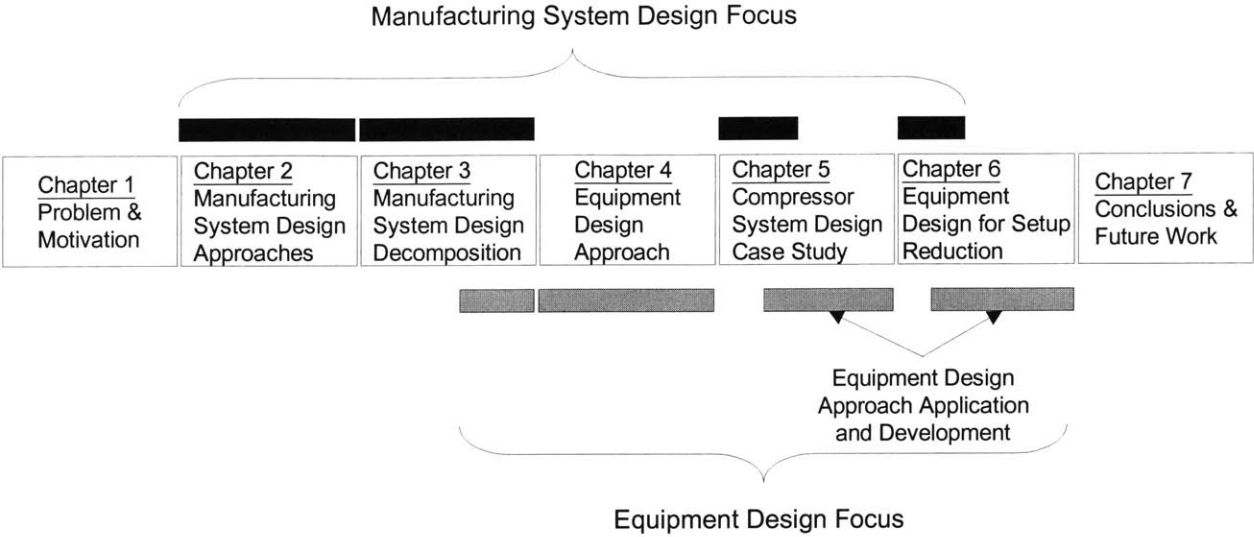 Manufacturing System Design Focus
Chapter 1
Problem &
Motivation
Chapter 2
Manufacturing
System Design
Approaches
Chapter 3
Manufacturing
System Design
Decomposition
Chapter 4
Equipment
Design
Approach
Chapter 5
Compressor
System Design
Case Study
Chapter 6
Equipment
Design for Setup
Reduction
Chapter 7
Conclusions &
Future Work
Equipment Design
Approach Application
and Development
Equipment Design Focus